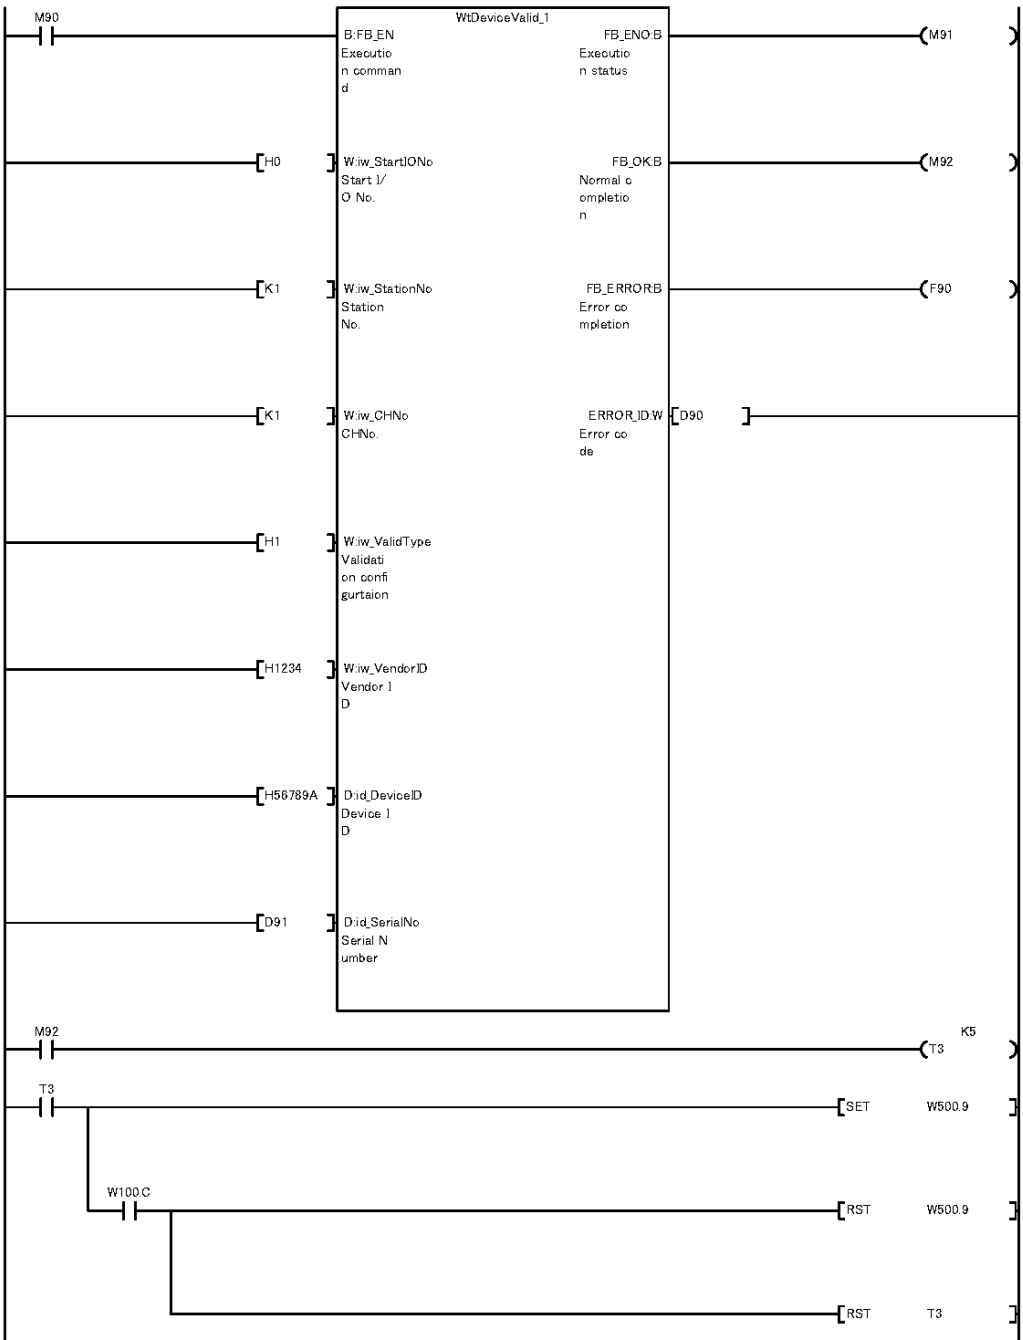 WtDeviceValid_1
M90
B:FB_EN
Executio
n comman
d
FB_ENO:B
Executio
n status
M91
H0
W:iw_StartIONo
Start I/
O No.
FB_OK:B
Normal c
ompletio
n
M92
K1
W:iw_StationNo
Station
No.
FB_ERROR:B
Error co
mpletion
F90
K1
W:iw_CHNo
CHNo.
ERROR_ID:W
Error co
de
D90
H1
W:iw_ValidType
Validati
on confi
gurtaion
H1234
W:iw_VendorID
Vendor I
D
H56789A
D:id_DeviceID
Device I
D
D91
D:id_SerialNo
Serial N
umber
M92
K5
T3
T3
SET W500.9
W100.C
RST W500.9
RST T3